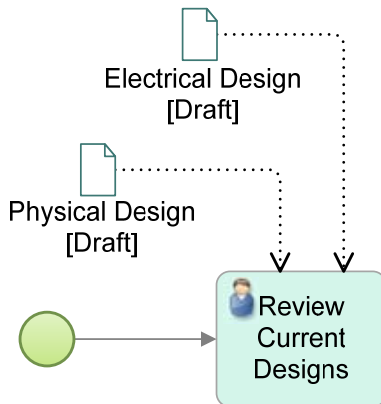 Electrical Design
[Draft]
Physical Design
[Draft]
Review
Current
Designs